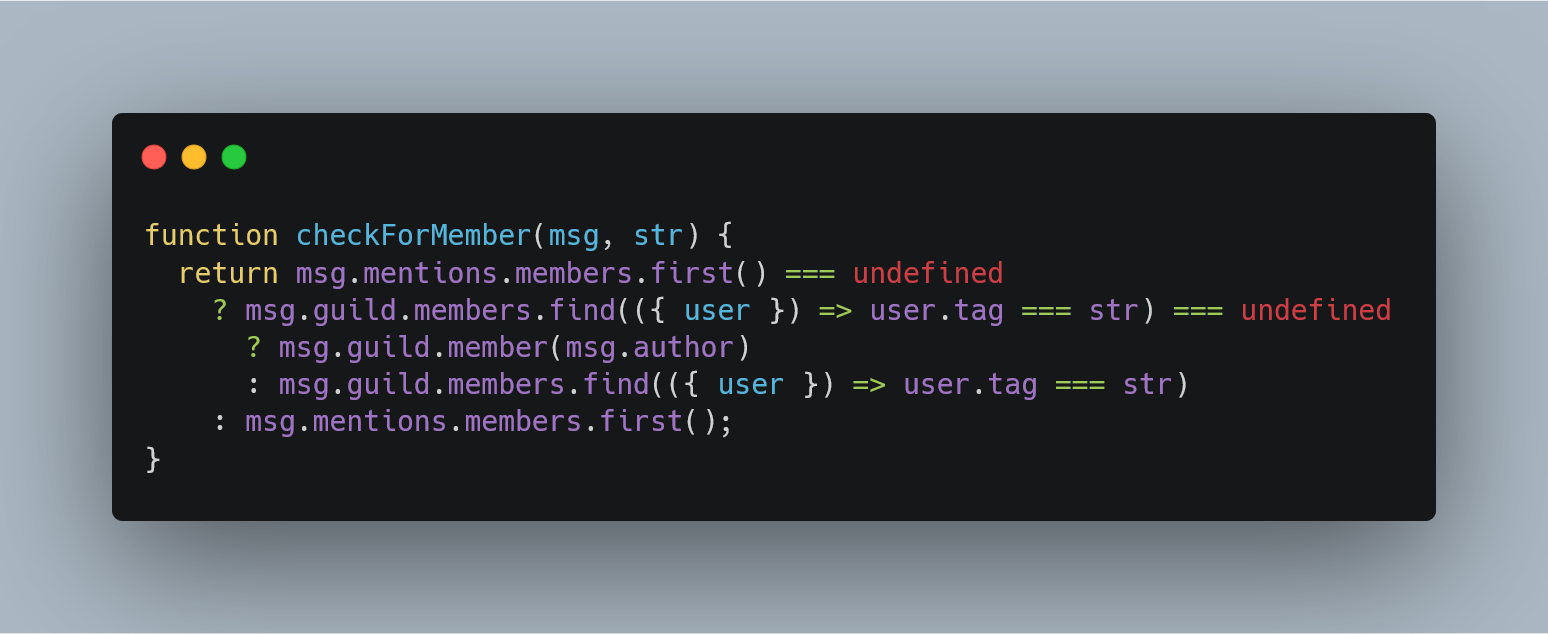 function checkForMember(msg, str) {
  return msg.mentions.members.first() === undefined
    ? msg.guild.members.find(({ user }) => user.tag === str) === undefined
      ? msg.guild.member(msg.author)
      : msg.guild.members.find(({ user }) => user.tag === str)
    : msg.mentions.members.first();
}